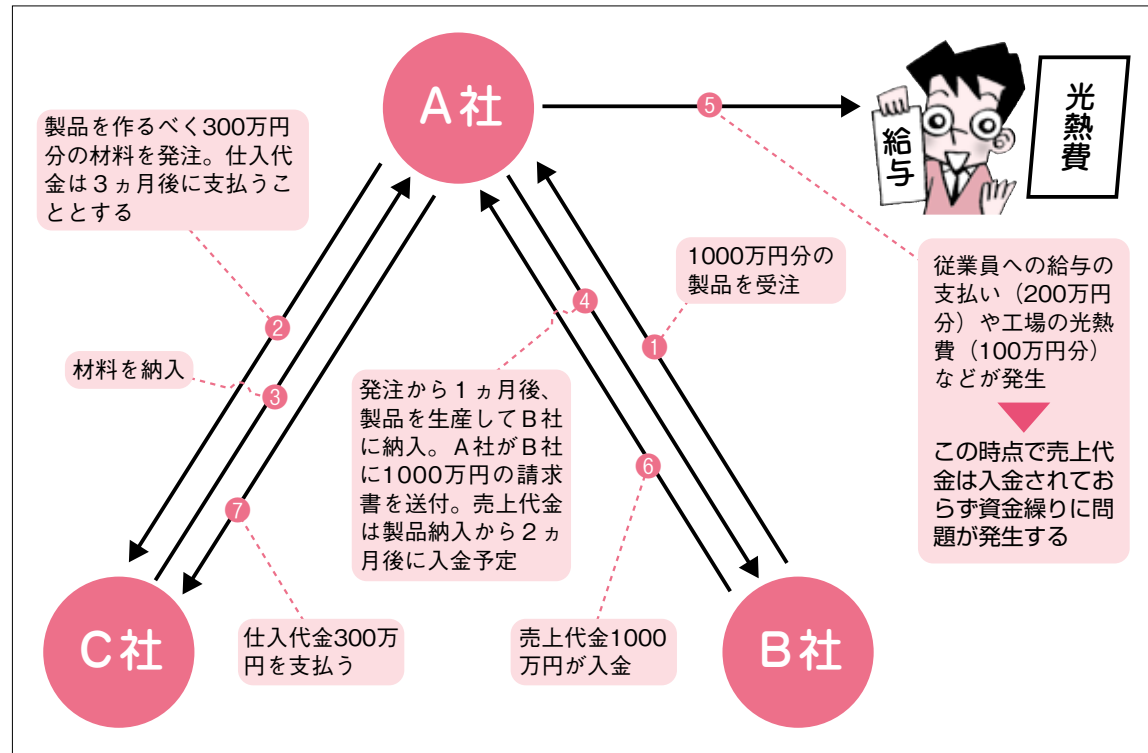 A社
給与
光熱費
⑤
製品を作るべく300万円
分の材料を発注。仕入代
金は3ヵ月後に支払うこ
ととする
②
材料を納入
③
1000万円分の
製品を受注
①
④
発注から1ヵ月後、
製品を生産してB社
に納入。A社がB社
に1000万円の請求
書を送付。売上代金
は製品納入から2ヵ
月後に入金予定
従業員への給与の
支払い（200万円
分）や工場の光熱
費（100万円分）
などが発生
この時点で売上代
金は入金されてお
らず資金繰りに問
題が発生する
⑥
⑦
C社
仕入代金300万
円を支払う
売上代金1000
万円が入金
B社